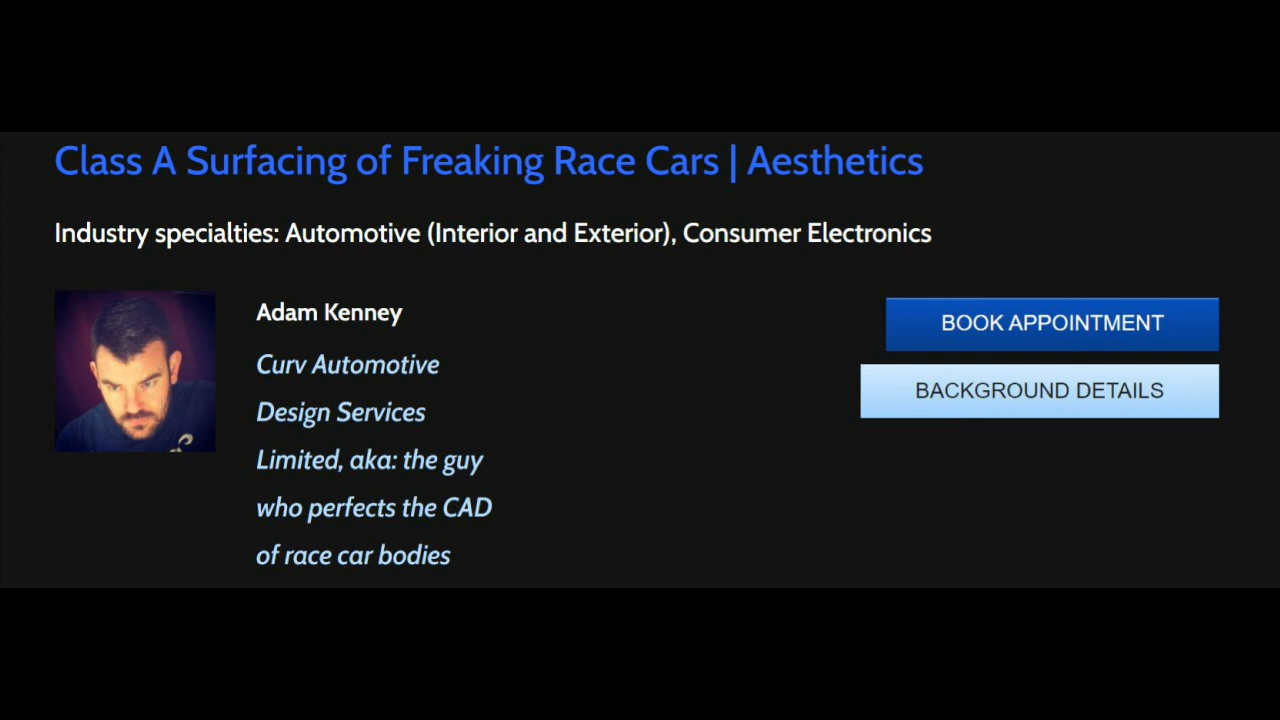 Class A Surfacing of Freaking Race Cars | Aesthetics
Industry specialties: Automotive (Interior and Exterior), Consumer Electronics
Adam Kenney
Curv Automotive
Design Services
Limited, aka: the guy
who perfects the CAD
of race car bodies
BOOK APPOINTMENT
BACKGROUND DETAILS